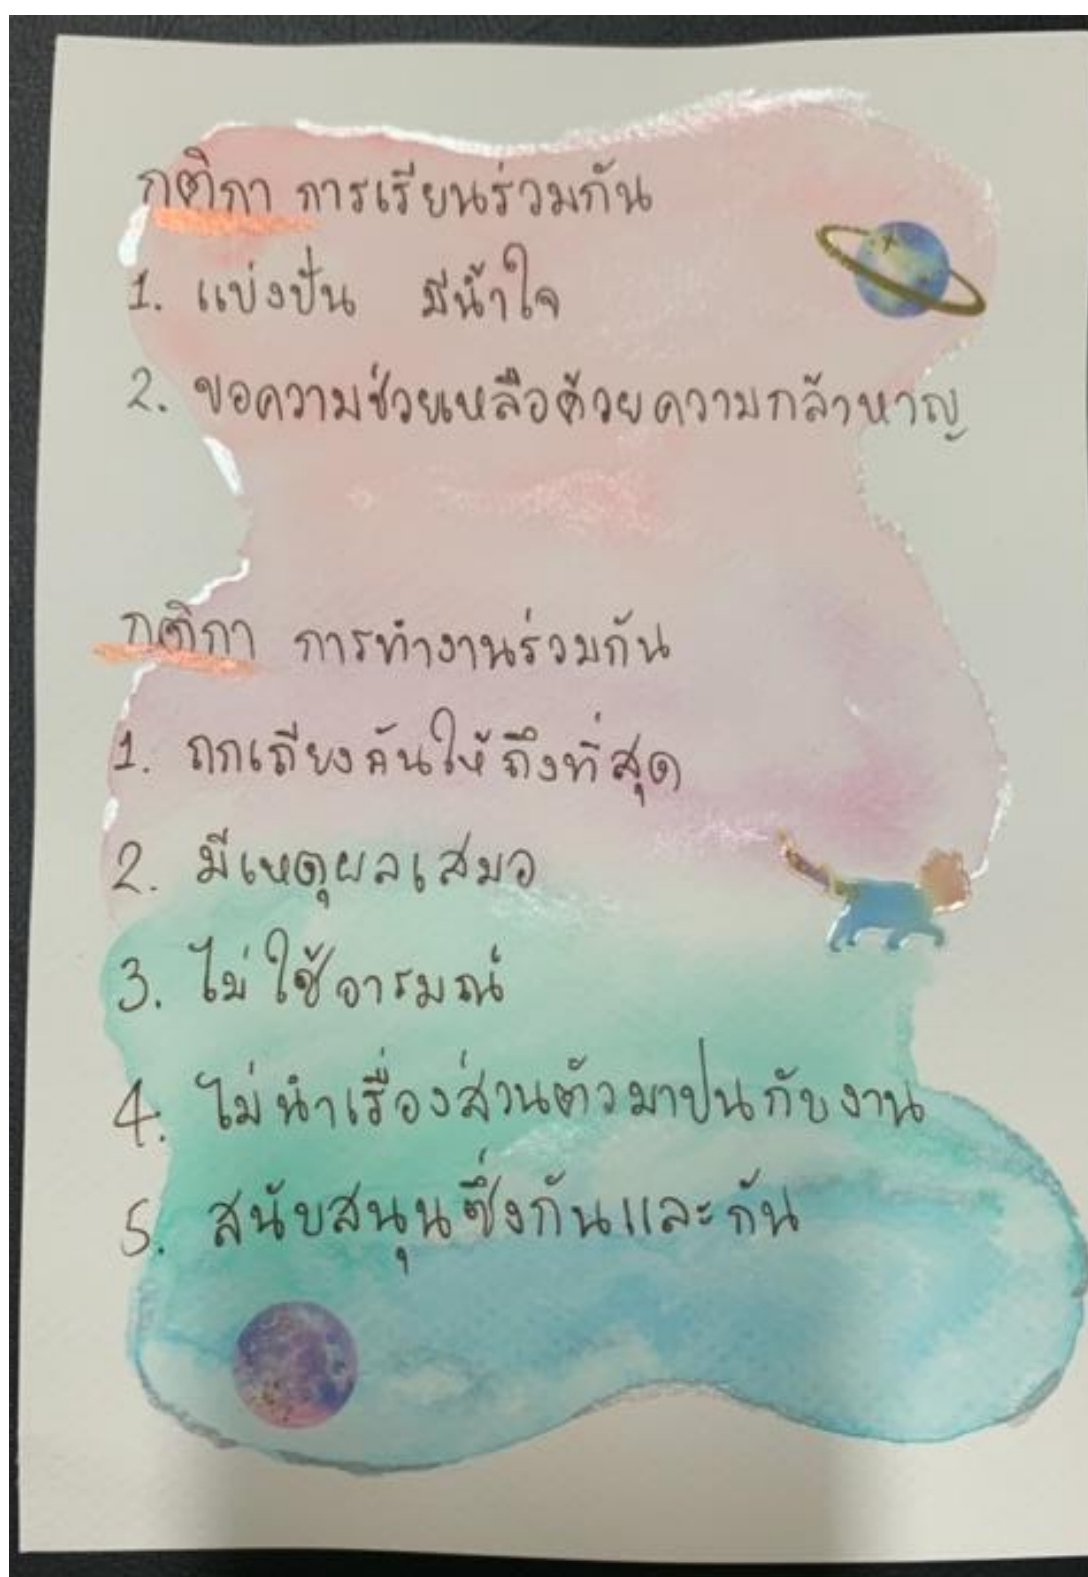 กติกา การเรียนร่วมกัน
1. แบ่งปัน มีน้ำใจ
2. ขอความช่วยเหลือด้วยความกล้าหาญ
กติกา การทำงานร่วมกัน
1. ถกเถียงกันให้ถึงที่สุด
2. มีเหตุผลเสมอ
3. ไม่ใช้อารมณ์
4. ไม่นำเรื่องส่วนตัวมาปนกับงาน
5. สนับสนุนซึ่งกันและกัน